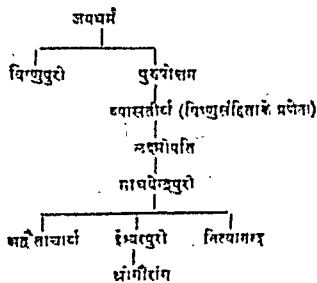 जयधर्म
विष्णुपुरी पुरुषोत्तम
व्यासतीर्थ (विष्णुसंहिताके प्रणेता)
लक्ष्मीपति
माधवेन्द्रपुरी
अद्वैताचार्य ईश्वरपुरी नित्यानन्द
श्रीगौरांग